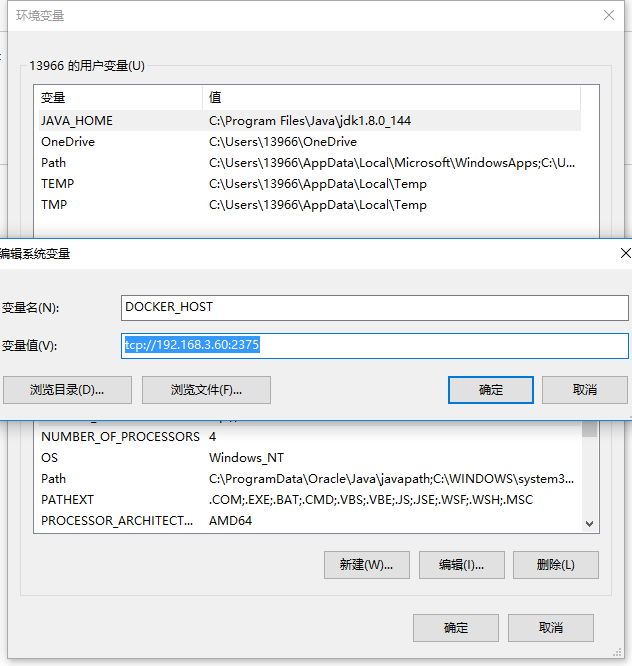 环境变量
13966 的用户变量(U)
变量 值
JAVA_HOME C:\Program Files\Java\jdk1.8.0_144
OneDrive C:\Users\13966\OneDrive
Path C:\Users\13966\AppData\Local\Microsoft\WindowsApps;C:\U...
TEMP C:\Users\13966\AppData\Local\Temp
TMP C:\Users\13966\AppData\Local\Temp
编辑系统变量
变量名(N): DOCKER_HOST
变量值(V): tcp://192.168.3.60:2375
浏览目录(D)... 浏览文件(F)... 确定 取消
NUMBER_OF_PROCESSORS 4
OS Windows_NT
Path C:\ProgramData\Oracle\Java\javapath;C:\WINDOWS\system3...
PATHEXT .COM;.EXE;.BAT;.CMD;.VBS;.VBE;.JS;.JSE;.WSF;.WSH;.MSC
PROCESSOR_ARCHITECT... AMD64
新建(W)... 编辑(I)... 删除(L)
确定 取消